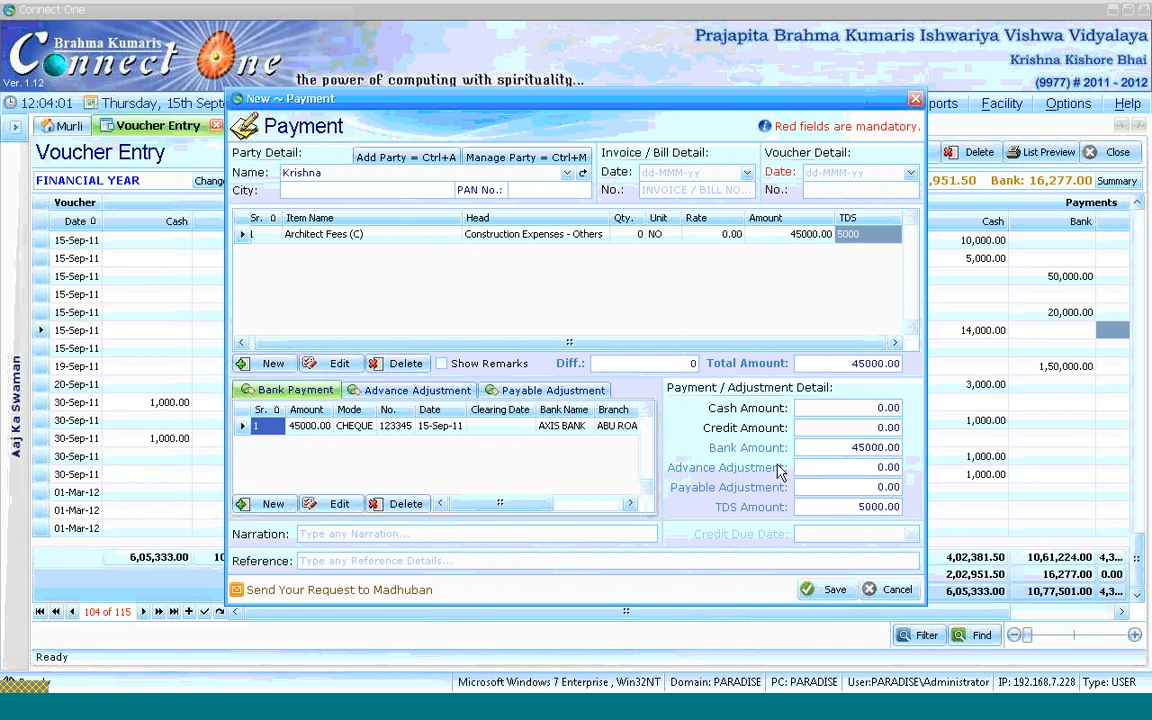 Connect One
Brahma Kumaris
Connect One
Ver. 1.12
the power of computing with spirituality...
Prajapita Brahma Kumaris Ishwariya Vishwa Vidyalaya
Krishna Kishore Bhai
(9977) # 2011 - 2012
12:04:01 Thursday, 15th Sept
ports Facility Options Help
Murli Voucher Entry
Voucher Entry
Delete List Preview Close
FINANCIAL YEAR Change
,951.50 Bank: 16,277.00 Summary
Aaj Ka Swaman
Voucher
Date Cash
15-Sep-11
15-Sep-11
15-Sep-11
15-Sep-11
15-Sep-11
15-Sep-11
15-Sep-11
19-Sep-11
20-Sep-11
30-Sep-11 1,000.00
30-Sep-11
30-Sep-11 1,000.00
30-Sep-11
30-Sep-11
01-Mar-12
01-Mar-12
01-Mar-12
6,05,333.00 10
104 of 115
New ~ Payment
Payment
Red fields are mandatory.
Party Detail: Add Party = Ctrl+A Manage Party = Ctrl+M
Name: Krishna
City: PAN No.:
Invoice / Bill Detail:
Date: dd-MMM-yy
No.: INVOICE / BILL NO...
Voucher Detail:
Date: dd-MMM-yy
No.:
Sr. Item Name Head Qty. Unit Rate Amount TDS
1 Architect Fees (C) Construction Expenses - Others 0 NO 0.00 45000.00 5000
New Edit Delete Show Remarks Diff.: 0 Total Amount: 45000.00
Bank Payment Advance Adjustment Payable Adjustment
Sr. Amount Mode No. Date Clearing Date Bank Name Branch
1 45000.00 CHEQUE 123345 15-Sep-11 AXIS BANK ABU ROA
New Edit Delete
Payment / Adjustment Detail:
Cash Amount: 0.00
Credit Amount: 0.00
Bank Amount: 45000.00
Advance Adjustment: 0.00
Payable Adjustment: 0.00
TDS Amount: 5000.00
Narration: Type any Narration...
Credit Due Date:
Reference: Type any Reference Details...
Send Your Request to Madhuban
Save Cancel
Payments
Cash Bank
10,000.00
5,000.00
50,000.00
20,000.00
14,000.00
1,50,000.00
3,000.00
1,000.00
1,000.00
1,000.00
4,02,381.50 10,61,224.00 4,3...
2,02,951.50 16,277.00 0.00
6,05,333.00 10,77,501.00 4,3...
Filter Find
Ready
Microsoft Windows 7 Enterprise , Win32NT Domain: PARADISE PC: PARADISE User:PARADISE\Administrator IP: 192.168.7.228 Type: USER